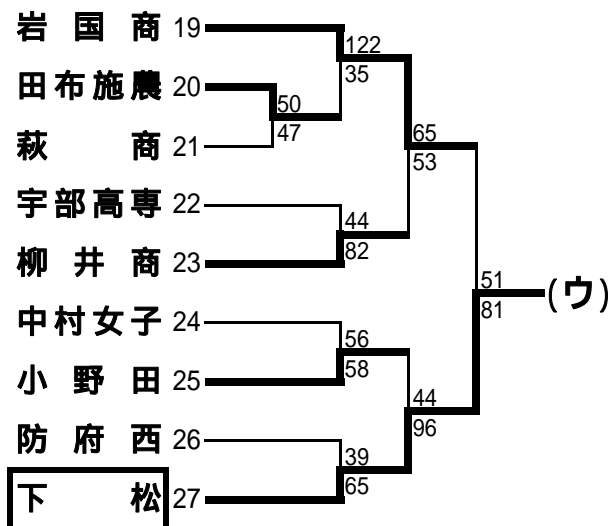 岩国商 19
122
35
田布施農 20
50
47
萩商 21
65
53
宇部高専 22
44
82
柳井商 23
51
81
(ウ)
中村女子 24
56
58
小野田 25
44
96
防府西 26
39
65
下松 27